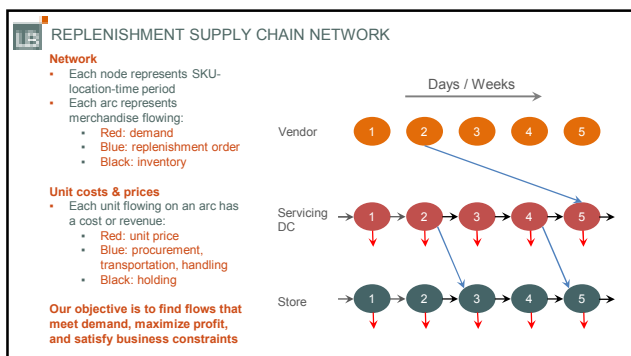 LB
REPLENISHMENT SUPPLY CHAIN NETWORK
Network
▪ Each node represents SKU-
location-time period
▪ Each arc represents
merchandise flowing:
▪ Red: demand
▪ Blue: replenishment order
▪ Black: inventory
Unit costs & prices
▪ Each unit flowing on an arc has
a cost or revenue:
▪ Red: unit price
▪ Blue: procurement,
transportation, handling
▪ Black: holding
Our objective is to find flows that
meet demand, maximize profit,
and satisfy business constraints
Days / Weeks
Vendor 1 2 3 4 5
Servicing
DC 1 2 3 4 5
Store 1 2 3 4 5